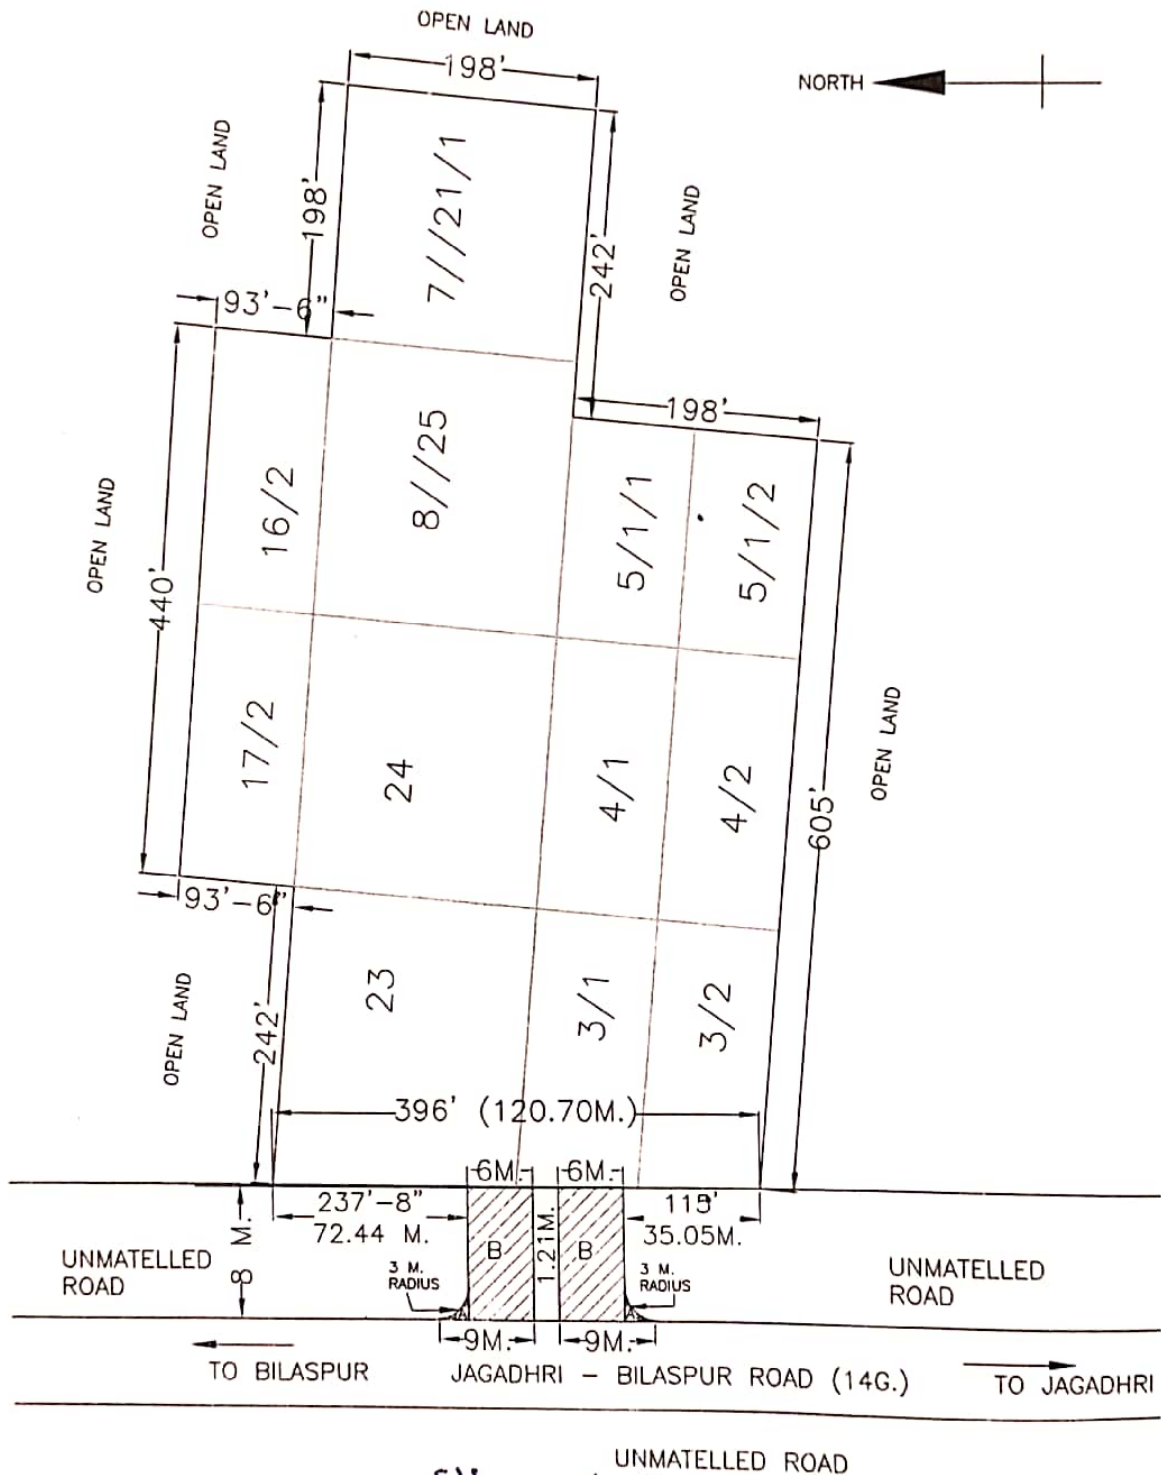 OPEN LAND
198'
NORTH
OPEN LAND
198'
7//21/1
242'
OPEN LAND
93'-6"
198'
16/2
8//25
5/1/1
5/1/2
OPEN LAND
440'
17/2
24
4/1
4/2
605'
OPEN LAND
93'-6"
OPEN LAND
242'
23
3/1
3/2
396' (120.70M.)
6M. 6M.
237'-8"
72.44 M.
35.05M.
8 M.
B
1.21M.
B
UNMATELLED
ROAD
3 M.
RADIUS
3 M.
RADIUS
UNMATELLED
ROAD
9M. 9M.
TO BILASPUR
JAGADHRI - BILASPUR ROAD (14G.)
TO JAGADHRI
UNMATELLED ROAD